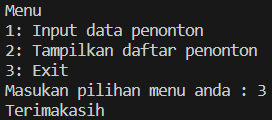 Menu
1: Input data penonton
2: Tampilkan daftar penonton
3: Exit
Masukan pilihan menu anda : 3
Terimakasih